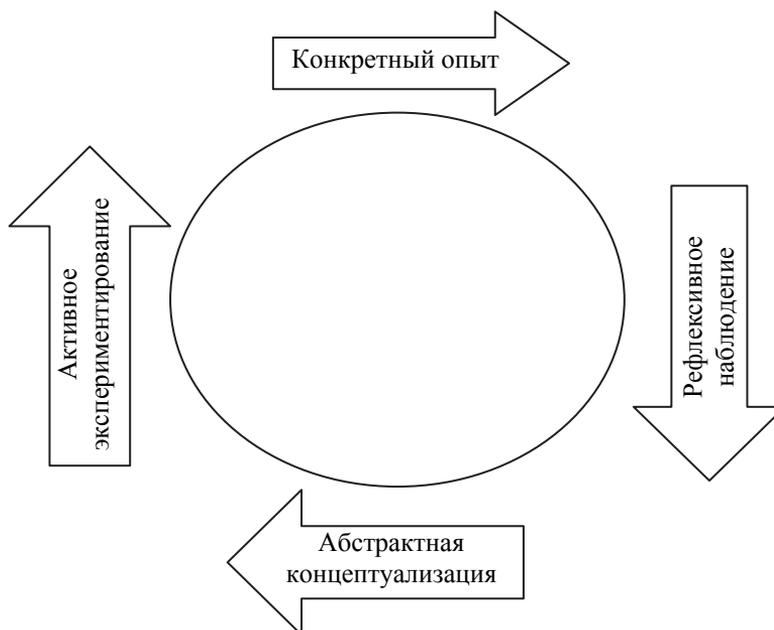 Конкретный опыт
Рефлексивное
наблюдение
Абстрактная
концептуализация
Активное
экспериментирование